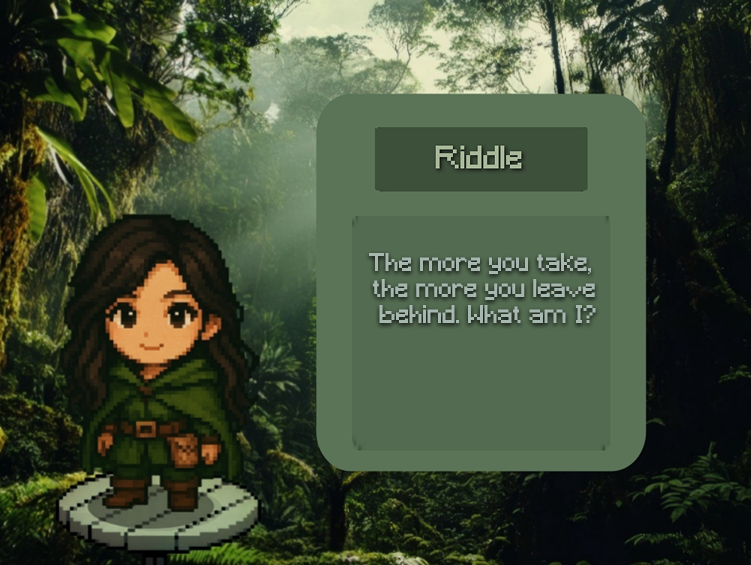 Riddle
The more you take,
the more you leave
behind. What am I?